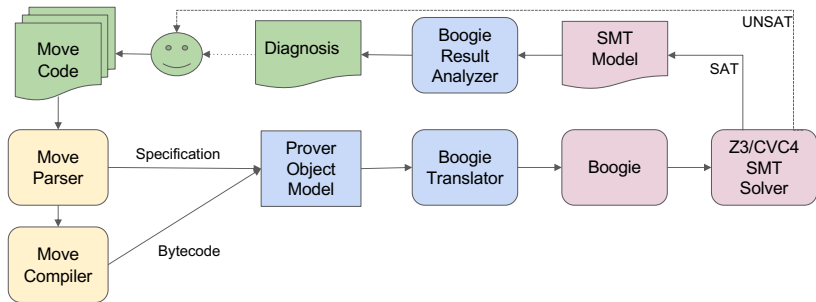 UNSAT
Move
Code
Diagnosis
Boogie
Result
Analyzer
SMT
Model
SAT
Move
Parser
Specification
Prover
Object
Model
Boogie
Translator
Boogie
Z3/CVC4
SMT
Solver
Move
Compiler
Bytecode